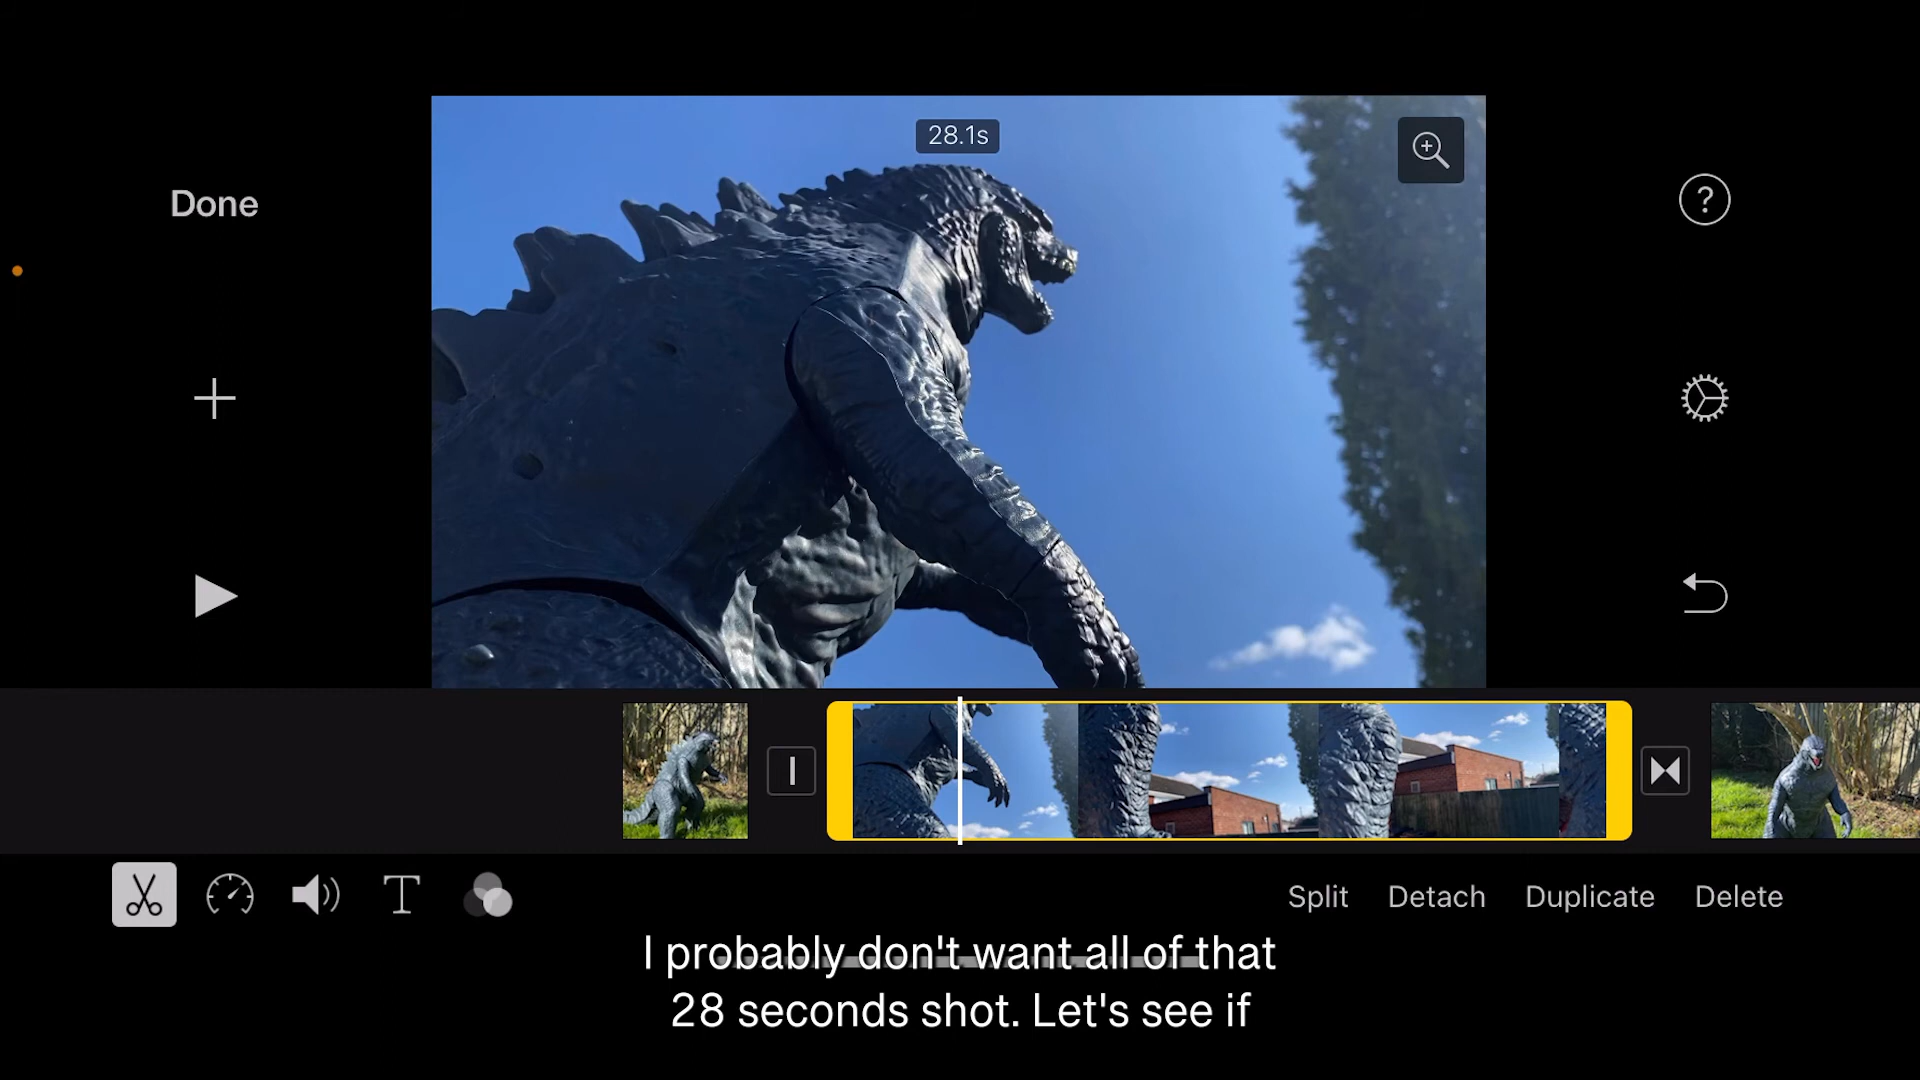 28.1s
Done
?
T
Split Detach Duplicate Delete
I probably don't want all of that
28 seconds shot. Let's see if